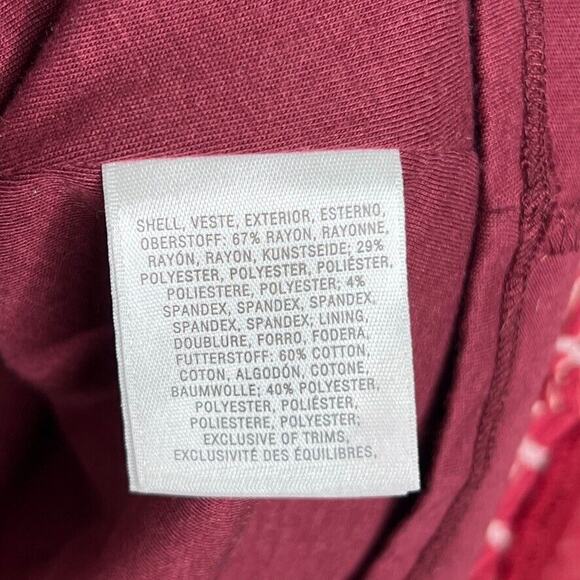 SHELL, VESTE, EXTERIOR, ESTERNO,
OBERSTOFF: 67% RAYON, RAYONNE,
RAYÓN, RAYON, KUNSTSEIDE; 29%
POLYESTER, POLYESTER, POLIÉSTER,
POLIESTERE, POLYESTER; 4%
SPANDEX, SPANDEX, SPANDEX,
SPANDEX, SPANDEX; LINING,
DOUBLURE, FORRO, FODERA,
FUTTERSTOFF: 60% COTTON,
COTON, ALGODÓN, COTONE,
BAUMWOLLE; 40% POLYESTER,
POLYESTER, POLIÉSTER,
POLIESTERE, POLYESTER;
EXCLUSIVE OF TRIMS,
EXCLUSIVITÉ DES ÉQUILIBRES,